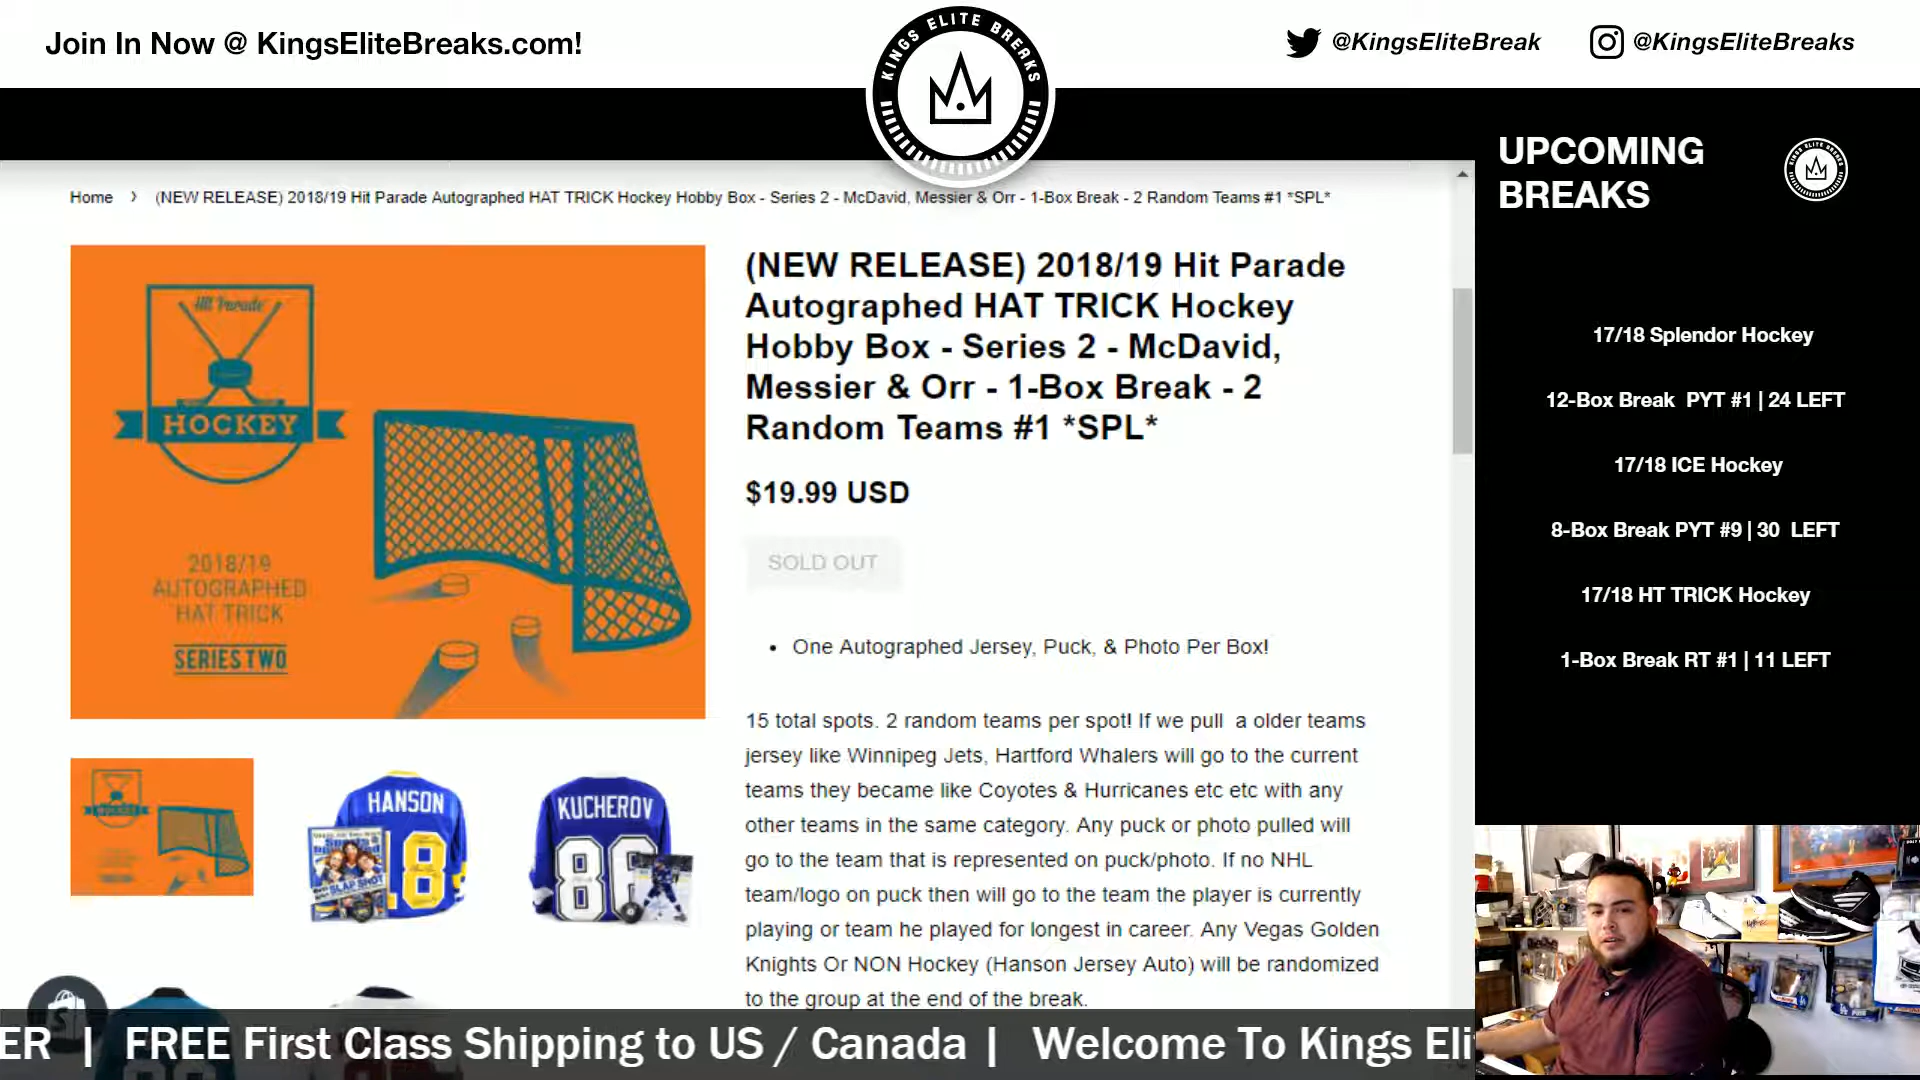 Join In Now @ KingsEliteBreaks.com!
KINGS ELITE BREAKS
@KingsEliteBreak
@KingsEliteBreaks
Home > (NEW RELEASE) 2018/19 Hit Parade Autographed HAT TRICK Hockey Hobby Box - Series 2 - McDavid, Messier & Orr - 1-Box Break - 2 Random Teams #1 *SPL*
Hit Parade
HOCKEY
2018/19
AUTOGRAPHED
HAT TRICK
SERIES TWO
(NEW RELEASE) 2018/19 Hit Parade
Autographed HAT TRICK Hockey
Hobby Box - Series 2 - McDavid,
Messier & Orr - 1-Box Break - 2
Random Teams #1 *SPL*
$19.99 USD
SOLD OUT
• One Autographed Jersey, Puck, & Photo Per Box!
15 total spots. 2 random teams per spot! If we pull a older teams
jersey like Winnipeg Jets, Hartford Whalers will go to the current
teams they became like Coyotes & Hurricanes etc etc with any
other teams in the same category. Any puck or photo pulled will
go to the team that is represented on puck/photo. If no NHL
team/logo on puck then will go to the team the player is currently
playing or team he played for longest in career. Any Vegas Golden
Knights Or NON Hockey (Hanson Jersey Auto) will be randomized
to the group at the end of the break.
HANSON
8
SLAP SHOT
KUCHEROV
86
UPCOMING
BREAKS
KINGS ELITE BREAKS
17/18 Splendor Hockey
12-Box Break PYT #1 | 24 LEFT
17/18 ICE Hockey
8-Box Break PYT #9 | 30 LEFT
17/18 HT TRICK Hockey
1-Box Break RT #1 | 11 LEFT
ER | FREE First Class Shipping to US / Canada | Welcome To Kings Eli